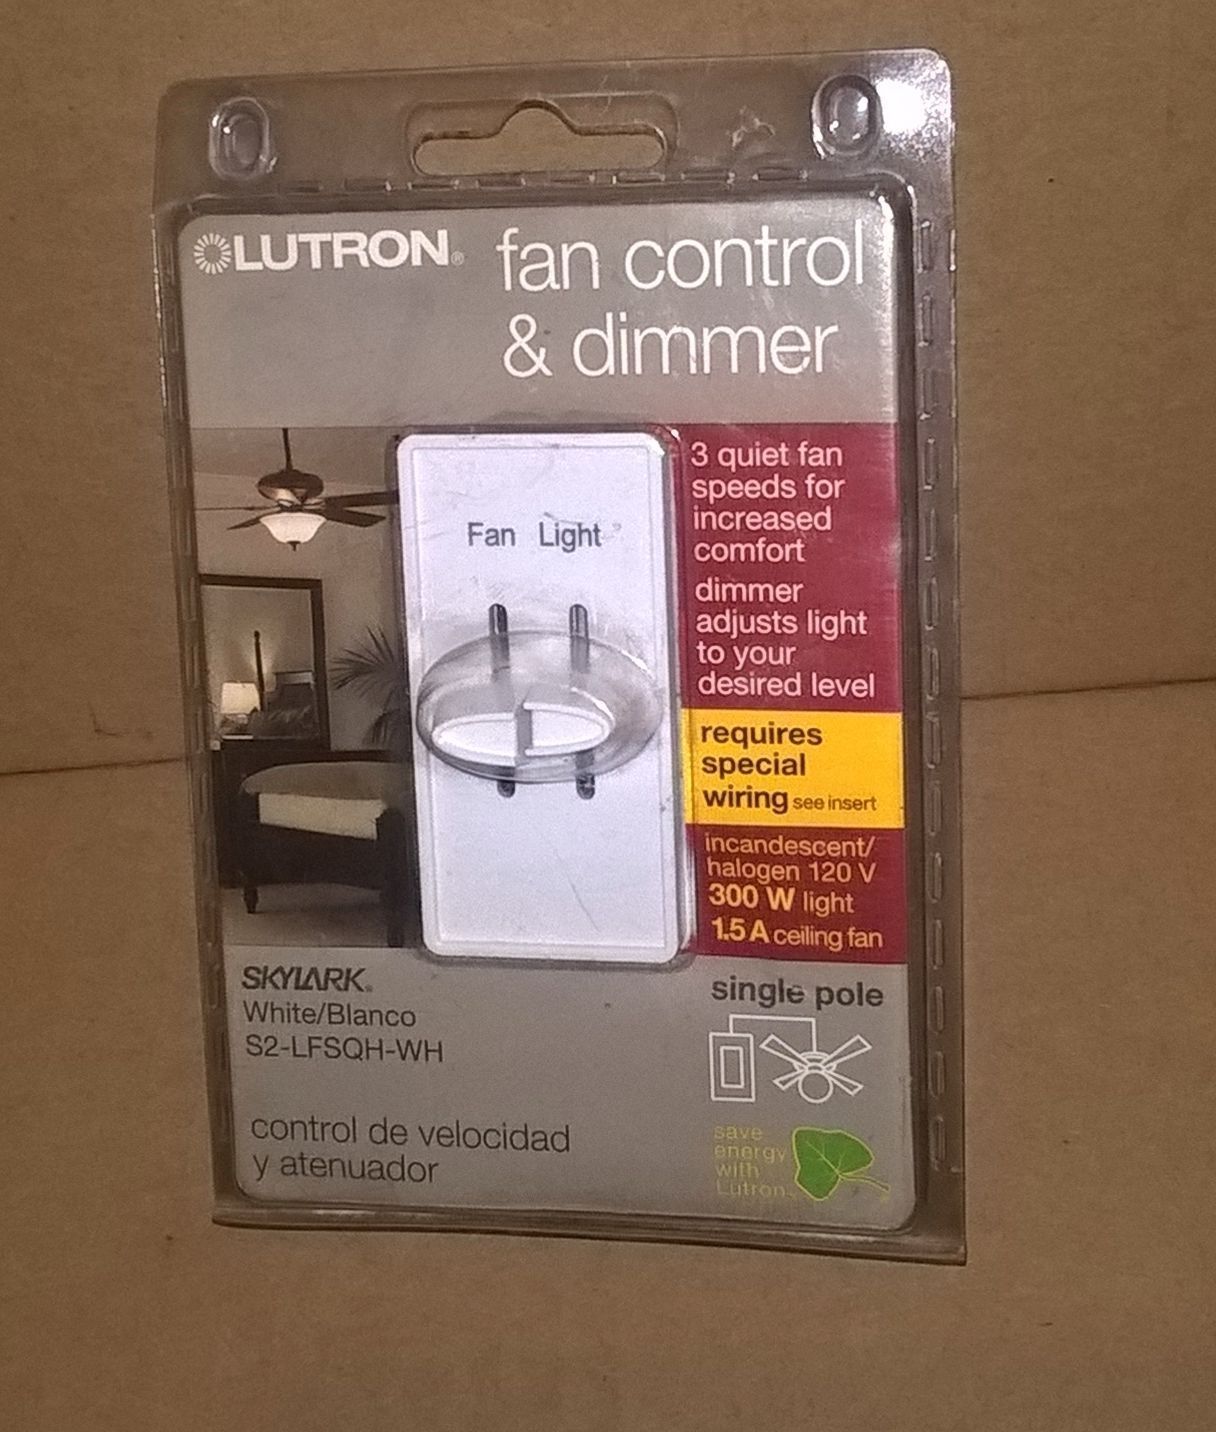 LUTRON®
fan control
& dimmer
Fan Light
3 quiet fan
speeds for
increased
comfort
dimmer
adjusts light
to your
desired level
requires
special
wiring see insert
incandescent/
halogen 120 V
300 W light
1.5 A ceiling fan
SKYLARK®
White/Blanco
S2-LFSQH-WH
single pole
control de velocidad
y atenuador
save
energy
with
Lutron